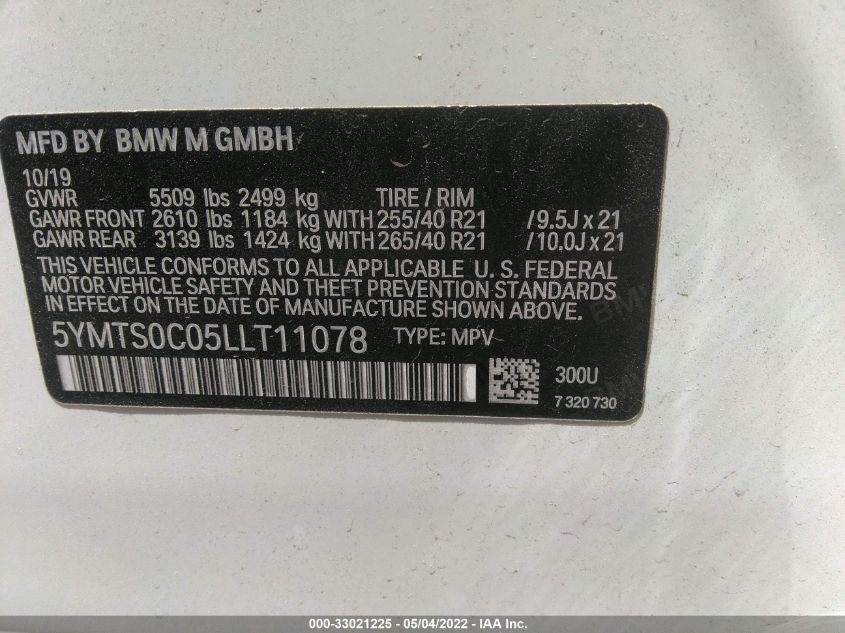 MFD BY BMW M GMBH
10/19
GVWR 5509 lbs 2499 kg TIRE / RIM
GAWR FRONT 2610 lbs 1184 kg WITH 255/40 R21 / 9.5J x 21
GAWR REAR 3139 lbs 1424 kg WITH 265/40 R21 / 10.0J x 21
THIS VEHICLE CONFORMS TO ALL APPLICABLE U. S. FEDERAL
MOTOR VEHICLE SAFETY AND THEFT PREVENTION STANDARDS
IN EFFECT ON THE DATE OF MANUFACTURE SHOWN ABOVE.
5YMTS0C05LLT11078 TYPE: MPV
300U
7 320 730
000-33021225 - 05/04/2022 - IAA Inc.